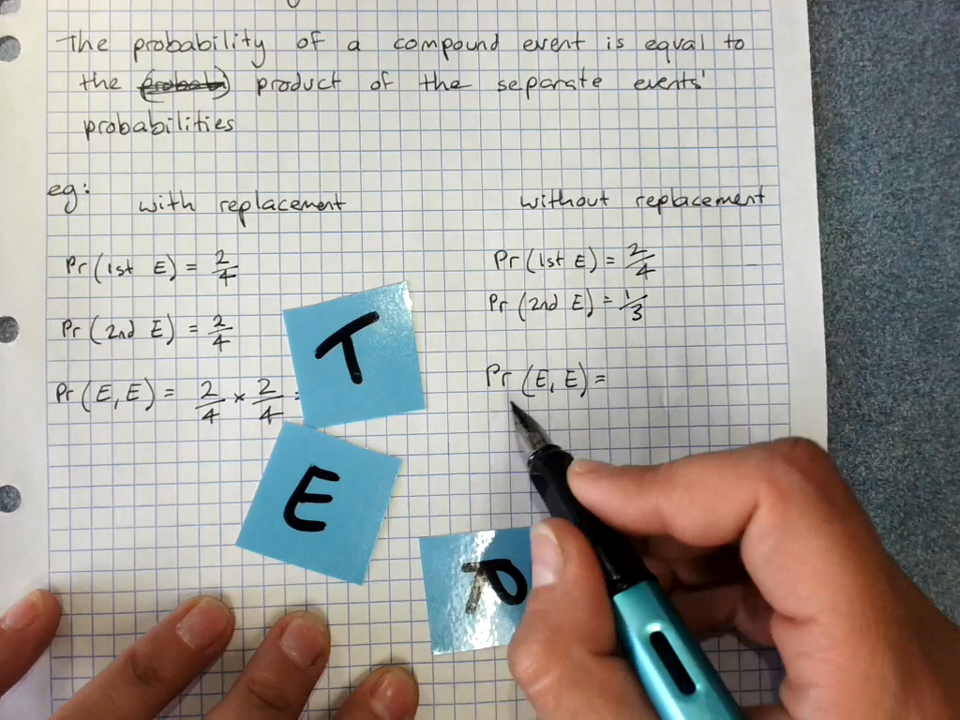 The probability of a compound event is equal to
the product of the separate events'
probabilities
eg:
with replacement
Pr (1st E) = 2/4
Pr (2nd E) = 2/4
Pr (E, E) = 2/4 × 2/4 =
without replacement
Pr (1st E) = 2/4
Pr (2nd E) = 1/3
Pr (E, E) =
T
E